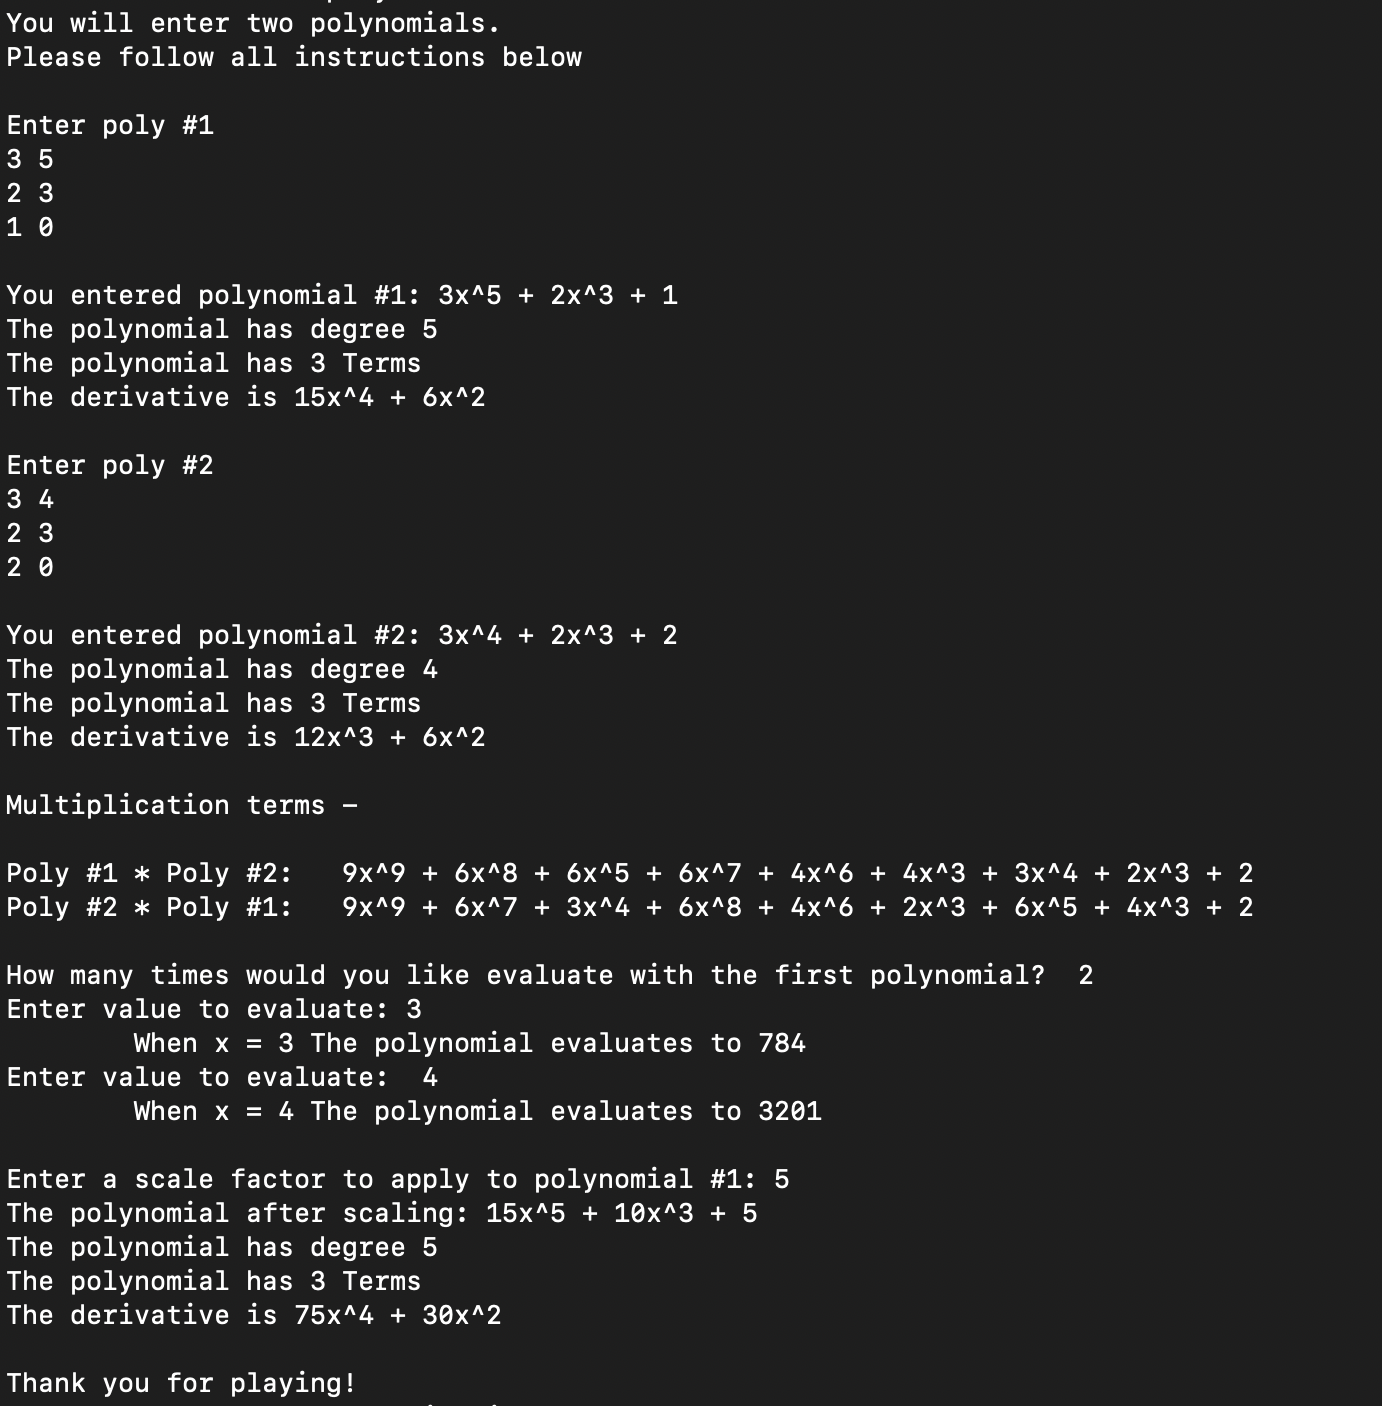 You will enter two polynomials.
Please follow all instructions below
Enter poly #1
3 5
2 3
1 0
You entered polynomial #1: 3x^5 + 2x^3 + 1
The polynomial has degree 5
The polynomial has 3 Terms
The derivative is 15x^4 + 6x^2
Enter poly #2
3 4
2 3
2 0
You entered polynomial #2: 3x^4 + 2x^3 + 2
The polynomial has degree 4
The polynomial has 3 Terms
The derivative is 12x^3 + 6x^2
Multiplication terms –
Poly #1 * Poly #2:   9x^9 + 6x^8 + 6x^5 + 6x^7 + 4x^6 + 4x^3 + 3x^4 + 2x^3 + 2
Poly #2 * Poly #1:   9x^9 + 6x^7 + 3x^4 + 6x^8 + 4x^6 + 2x^3 + 6x^5 + 4x^3 + 2
How many times would you like evaluate with the first polynomial?  2
Enter value to evaluate: 3
        When x = 3 The polynomial evaluates to 784
Enter value to evaluate:  4
        When x = 4 The polynomial evaluates to 3201
Enter a scale factor to apply to polynomial #1: 5
The polynomial after scaling: 15x^5 + 10x^3 + 5
The polynomial has degree 5
The polynomial has 3 Terms
The derivative is 75x^4 + 30x^2
Thank you for playing!